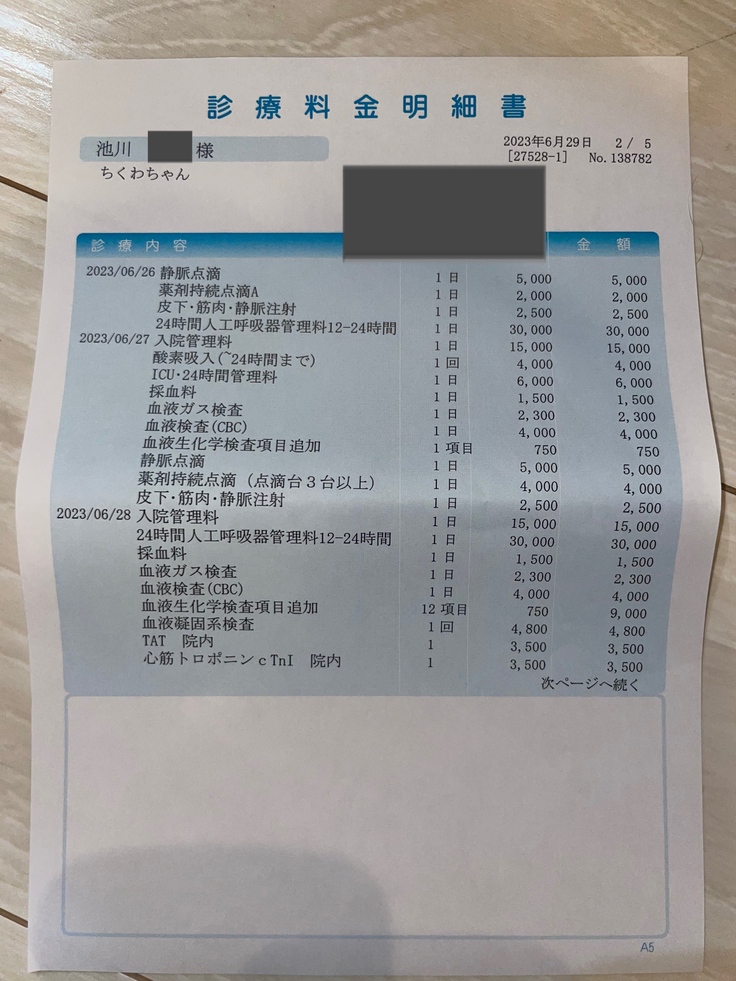 診療料金明細書
池川 様
ちくわちゃん
2023年6月29日 2 / 5
[27528-1] No.138782
診療内容 金額
2023/06/26 静脈点滴 1 日 5,000 5,000
薬剤持続点滴A 1 日 2,000 2,000
皮下・筋肉・静脈注射 1 日 2,500 2,500
24時間人工呼吸器管理料12-24時間 1 日 30,000 30,000
2023/06/27 入院管理料 1 日 15,000 15,000
酸素吸入(~24時間まで) 1 回 4,000 4,000
ICU・24時間管理料 1 日 6,000 6,000
採血料 1 日 1,500 1,500
血液ガス検査 1 日 2,300 2,300
血液検査(CBC) 1 日 4,000 4,000
血液生化学検査項目追加 1 項目 750 750
静脈点滴 1 日 5,000 5,000
薬剤持続点滴 (点滴台3台以上) 1 日 4,000 4,000
皮下・筋肉・静脈注射 1 日 2,500 2,500
2023/06/28 入院管理料 1 日 15,000 15,000
24時間人工呼吸器管理料12-24時間 1 日 30,000 30,000
採血料 1 日 1,500 1,500
血液ガス検査 1 日 2,300 2,300
血液検査(CBC) 1 日 4,000 4,000
血液生化学検査項目追加 12 項目 750 9,000
血液凝固系検査 1 回 4,800 4,800
TAT 院内 1 3,500 3,500
心筋トロポニンcTnI 院内 1 3,500 3,500
次ページへ続く
A5